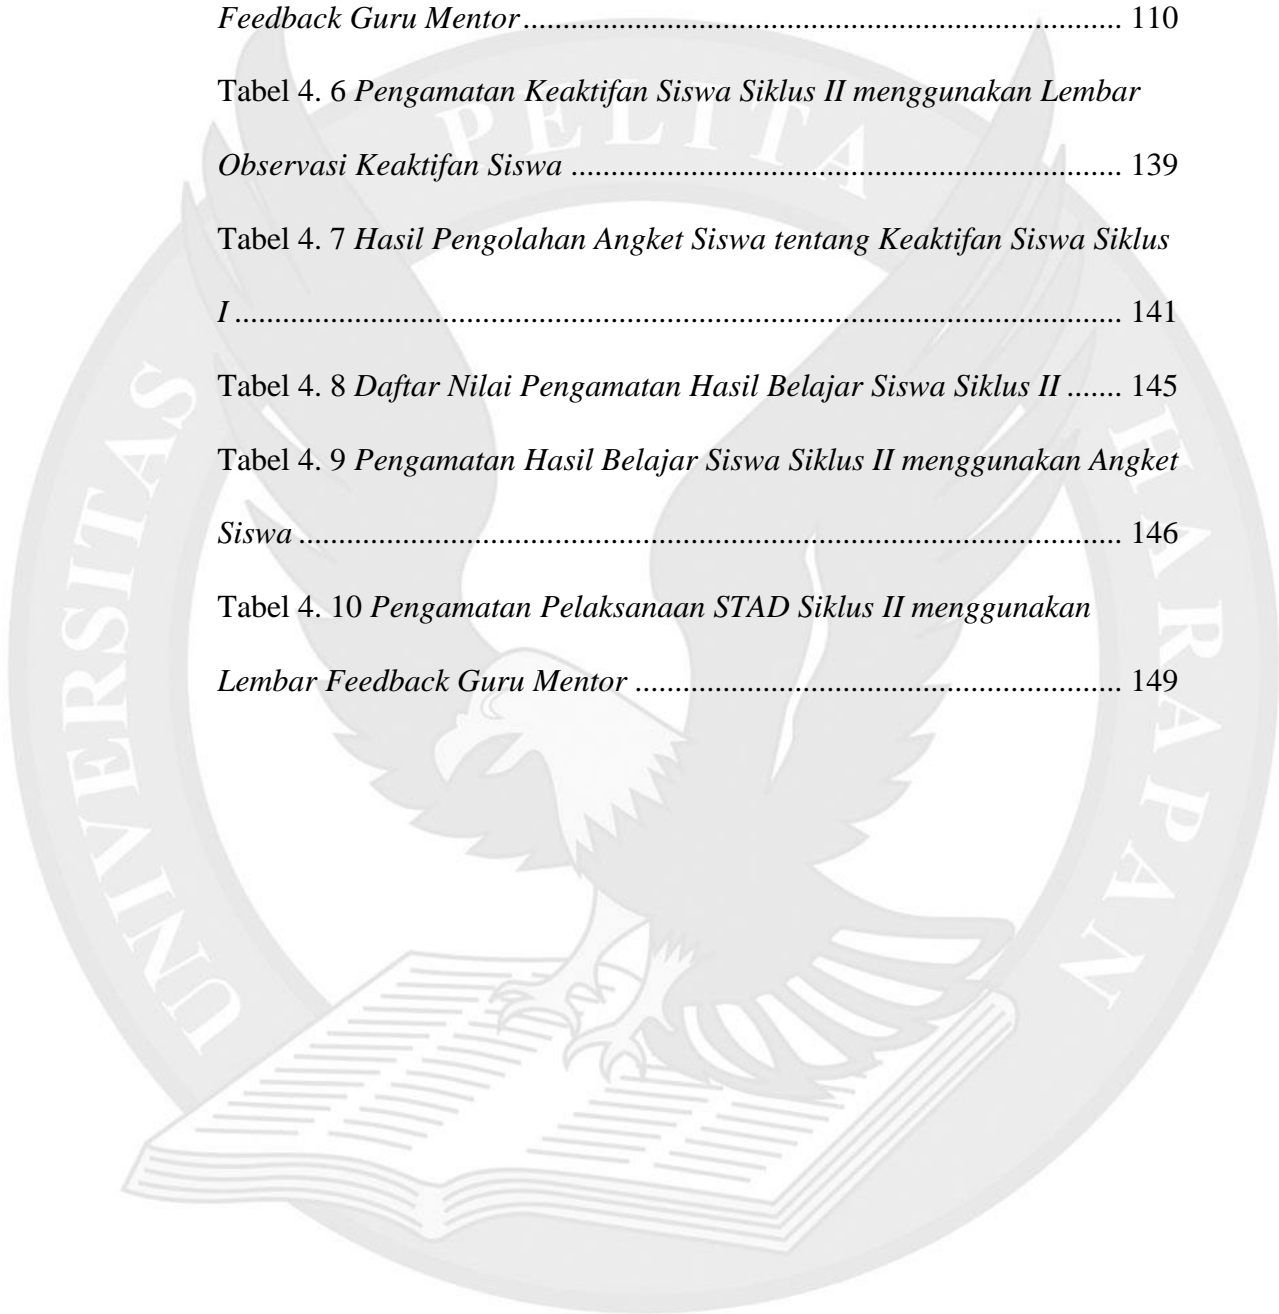 Feedback Guru Mentor........................................................................... 110
Tabel 4. 6 Pengamatan Keaktifan Siswa Siklus II menggunakan Lembar
Observasi Keaktifan Siswa ..................................................................... 139
Tabel 4. 7 Hasil Pengolahan Angket Siswa tentang Keaktifan Siswa Siklus
I ............................................................................................................... 141
Tabel 4. 8 Daftar Nilai Pengamatan Hasil Belajar Siswa Siklus II ....... 145
Tabel 4. 9 Pengamatan Hasil Belajar Siswa Siklus II menggunakan Angket
Siswa ....................................................................................................... 146
Tabel 4. 10 Pengamatan Pelaksanaan STAD Siklus II menggunakan
Lembar Feedback Guru Mentor ............................................................. 149
UNIVERSITAS PELITA HARAPAN